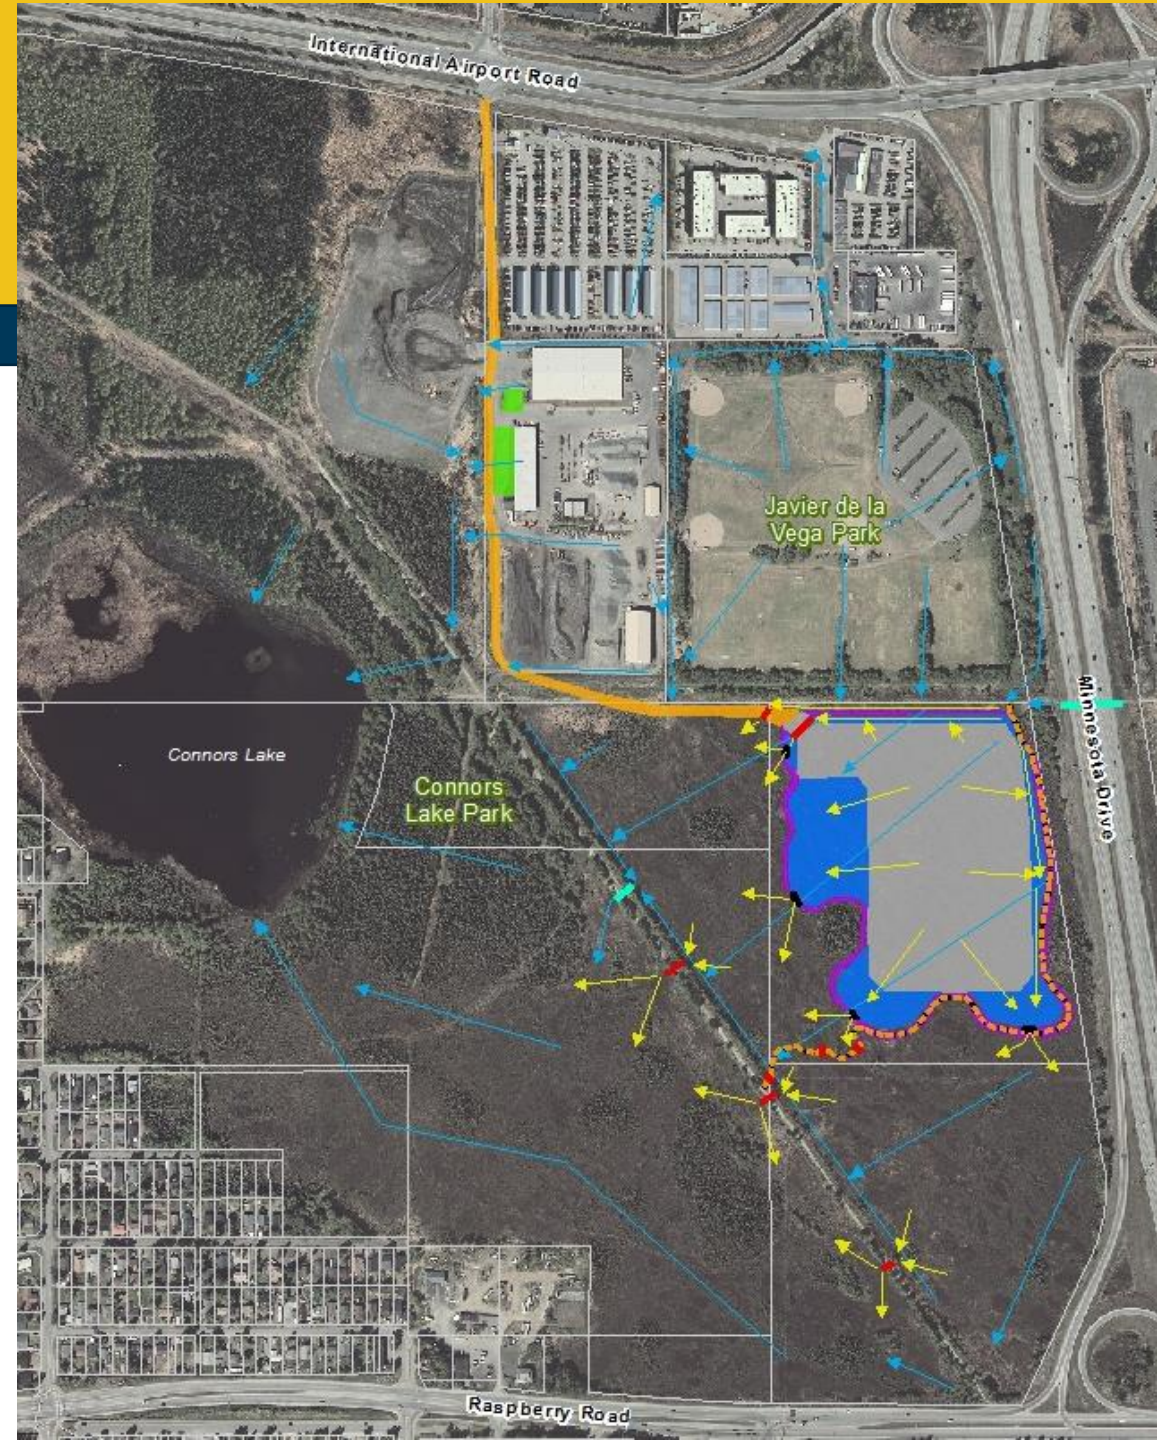 International Airport Road
Javier de la
Vega Park
Minnesota Drive
Connors Lake
Connors
Lake Park
Raspberry Road